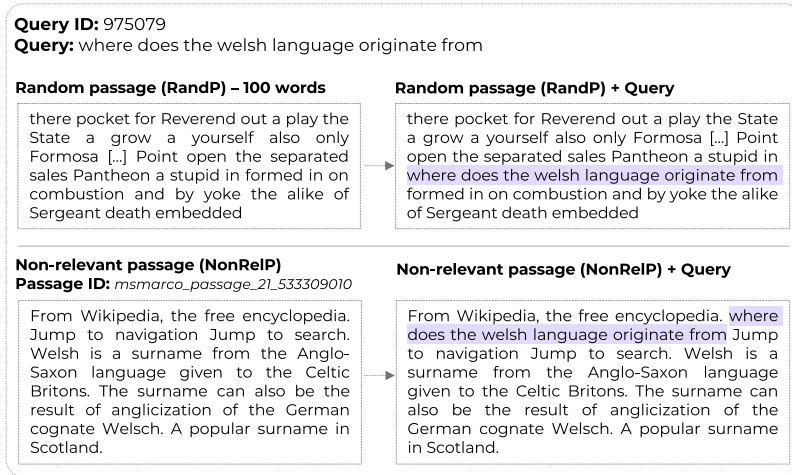 Query ID: 975079
Query: where does the welsh language originate from
Random passage (RandP) – 100 words
there pocket for Reverend out a play the
State a grow a yourself also only
Formosa [...] Point open the separated
sales Pantheon a stupid in formed in on
combustion and by yoke the alike of
Sergeant death embedded
Random passage (RandP) + Query
there pocket for Reverend out a play the State
a grow a yourself also only Formosa [...] Point
open the separated sales Pantheon a stupid in
where does the welsh language originate from
formed in on combustion and by yoke the alike
of Sergeant death embedded
Non-relevant passage (NonRelP)
Passage ID: msmarco_passage_21_533309010
From Wikipedia, the free encyclopedia.
Jump to navigation Jump to search.
Welsh is a surname from the Anglo-
Saxon language given to the Celtic
Britons. The surname can also be the
result of anglicization of the German
cognate Welsch. A popular surname in
Scotland.
Non-relevant passage (NonRelP) + Query
From Wikipedia, the free encyclopedia. where
does the welsh language originate from Jump
to navigation Jump to search. Welsh is a
surname from the Anglo-Saxon language
given to the Celtic Britons. The surname can
also be the result of anglicization of the
German cognate Welsch. A popular surname
in Scotland.